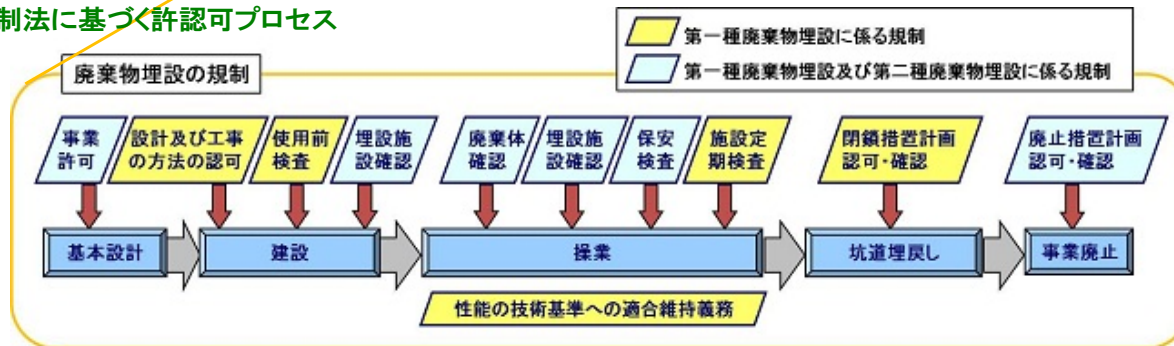 制法に基づく許認可プロセス
第一種廃棄物埋設に係る規制
第一種廃棄物埋設及び第二種廃棄物埋設に係る規制
廃棄物埋設の規制
事業
許可
設計及び工事
の方法の認可
使用前
検査
埋設施
設確認
廃棄体
確認
埋設施
設確認
保安
検査
施設定
期検査
閉鎖措置計画
認可・確認
廃止措置計画
認可・確認
基本設計
建設
操業
坑道埋戻し
事業廃止
性能の技術基準への適合維持義務